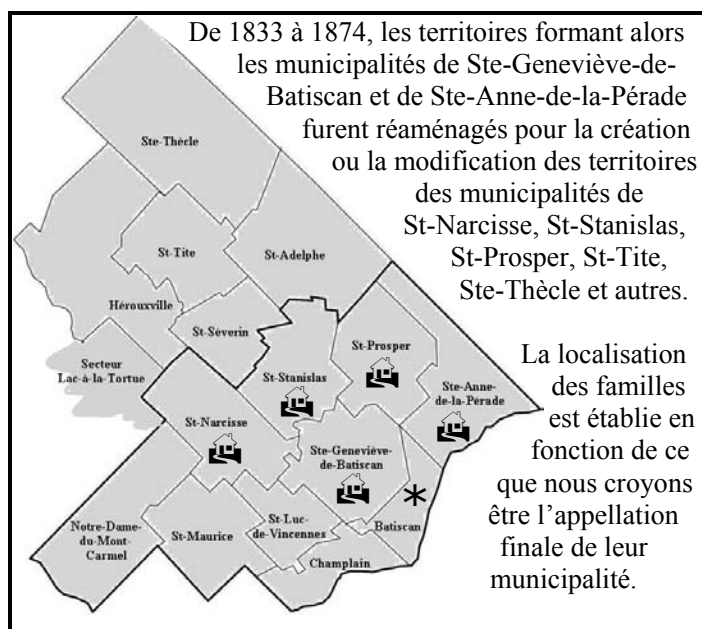 De 1833 à 1874, les territoires formant alors
les municipalités de Ste-Geneviève-de-
Batiscan et de Ste-Anne-de-la-Pérade
furent réaménagés pour la création
ou la modification des territoires
des municipalités de
St-Narcisse, St-Stanislas,
St-Prosper, St-Tite,
Ste-Thècle et autres.
La localisation
des familles
est établie en
fonction de ce
que nous croyons
être l’appellation
finale de leur
municipalité.
Ste-Thècle
St-Tite
St-Adelphe
Hérouxville
St-Séverin
St-Prosper
Secteur
Lac-à-la-Tortue
St-Stanislas
Ste-Anne-
de-la-Pérade
St-Narcisse
Ste-Geneviève-
de-Batiscan
*
Batiscan
Notre-Dame-
du-Mont-
Carmel
St-Maurice
St-Luc-
de-Vincennes
Champlain